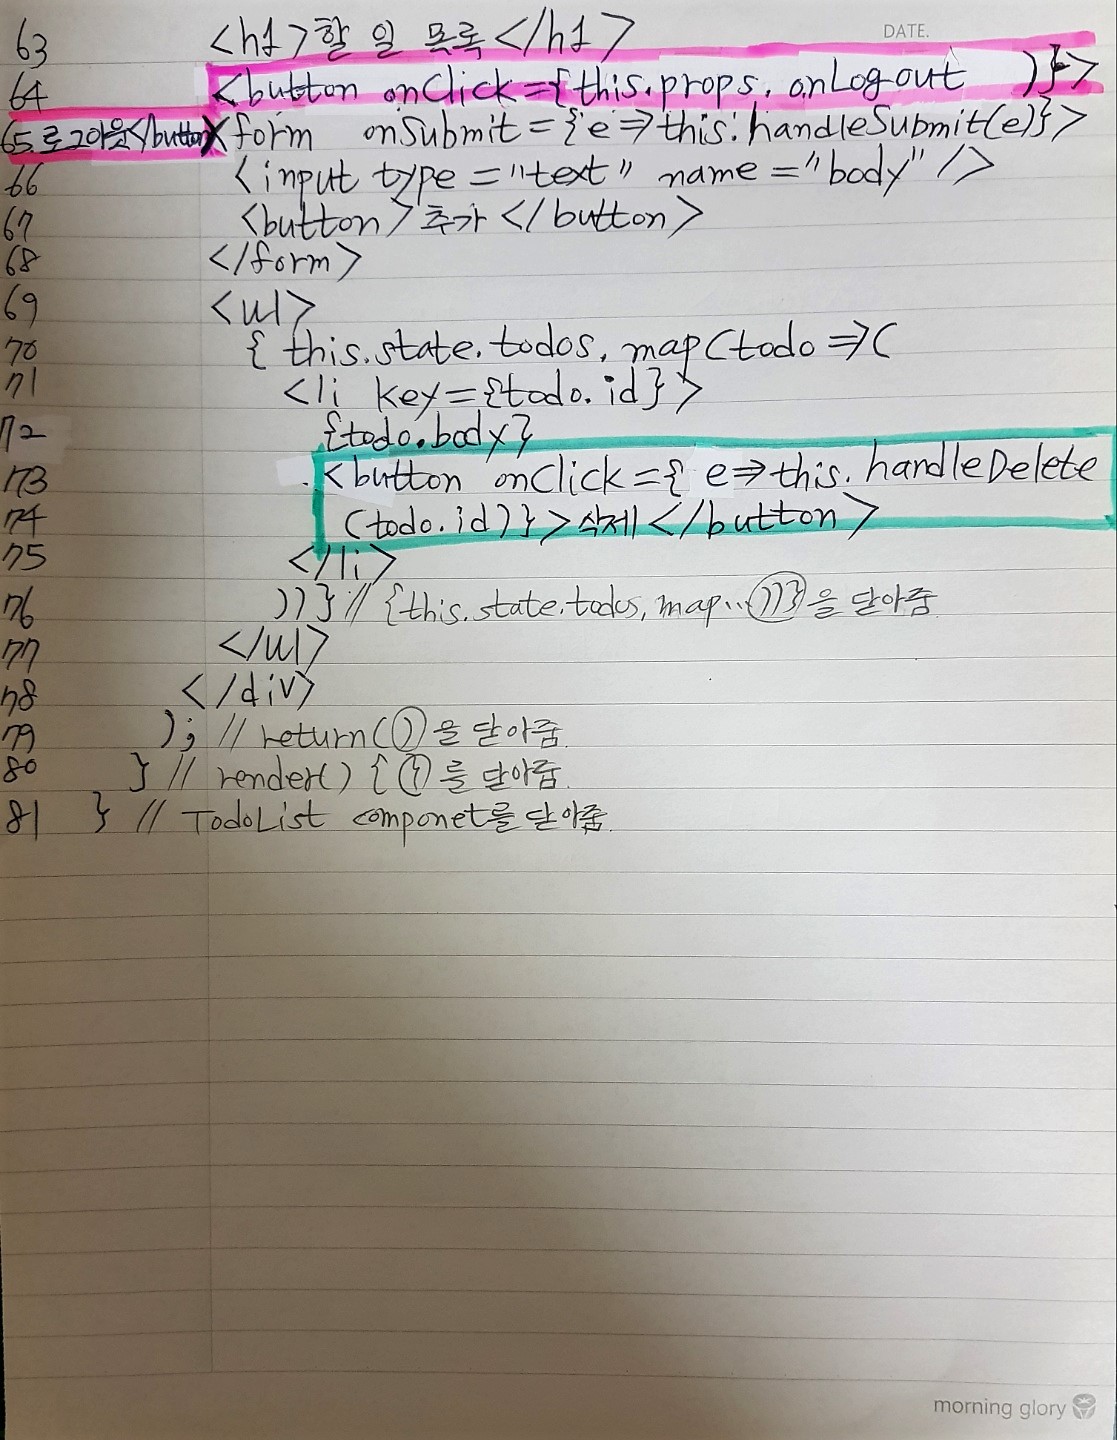 DATE.
63 <h1>할 일 목록</h1>
64 <button onClick={this.props.onLogout )}>
65 로그아웃</button><form onSubmit={e=>this.handleSubmit(e)}>
66 <input type="text" name="body"/>
67 <button>추가</button>
68 </form>
69 <ul>
70 {this.state.todos.map(todo=>(
71 <li key={todo.id}>
72 {todo.body}
73 <button onClick={e=>this.handleDelete
74 (todo.id)}>삭제</button>
75 </li>
76 ))} // {this.state.todos.map..))}을 닫아줌
77 </ul>
78 </div>
79 ); // return()을 닫아줌.
80 } // render() { }를 닫아줌.
81 } // TodoList componet를 닫아줌.
morning glory